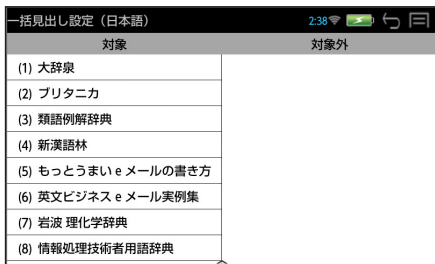 一括見出し設定（日本語）
2:38
対象
対象外
(1) 大辞泉
(2) ブリタニカ
(3) 類語例解辞典
(4) 新漢語林
(5) もっとうまい e メールの書き方
(6) 英文ビジネス e メール実例集
(7) 岩波 理化学辞典
(8) 情報処理技術者用語辞典